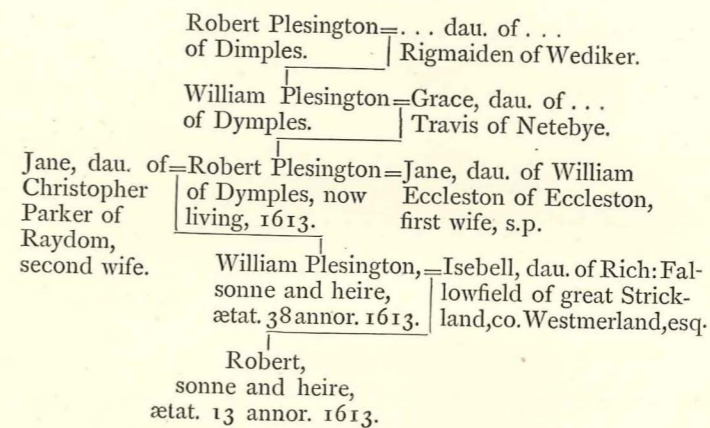 Robert Plesington=. . . dau. of . . .
of Dimples. Rigmaiden of Wediker.
William Plesington=Grace, dau. of . . .
of Dymples. Travis of Netebye.
Jane, dau. of=Robert Plesington=Jane, dau. of William
Christopher of Dymples, now Eccleston of Eccleston,
Parker of living, 1613. first wife, s.p.
Raydom,
second wife.
William Plesington,=Isebell, dau. of Rich: Fal-
sonne and heire, lowfield of great Strick-
ætat. 38 annor. 1613. land, co. Westmerland, esq.
Robert,
sonne and heire,
ætat. 13 annor. 1613.